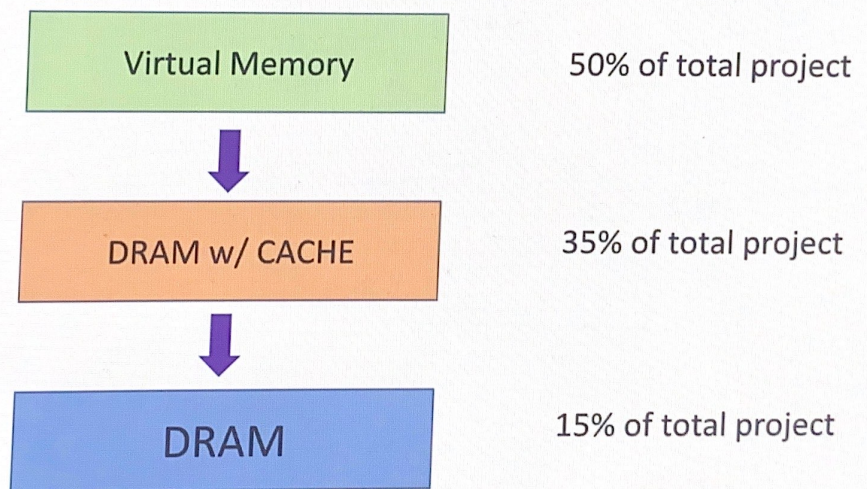 Virtual Memory
50% of total project
DRAM w/ CACHE
35% of total project
DRAM
15% of total project